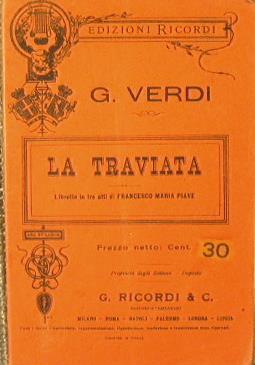 EDIZIONI RICORDI
G. VERDI
LA TRAVIATA
Libretto in tre atti di FRANCESCO MARIA PIAVE
Prezzo netto: Cent. 30
Proprietà degli Editori Deposto
G. RICORDI & C.
MILANO - ROMA - NAPOLI - PALERMO - LONDRA - LIPSIA